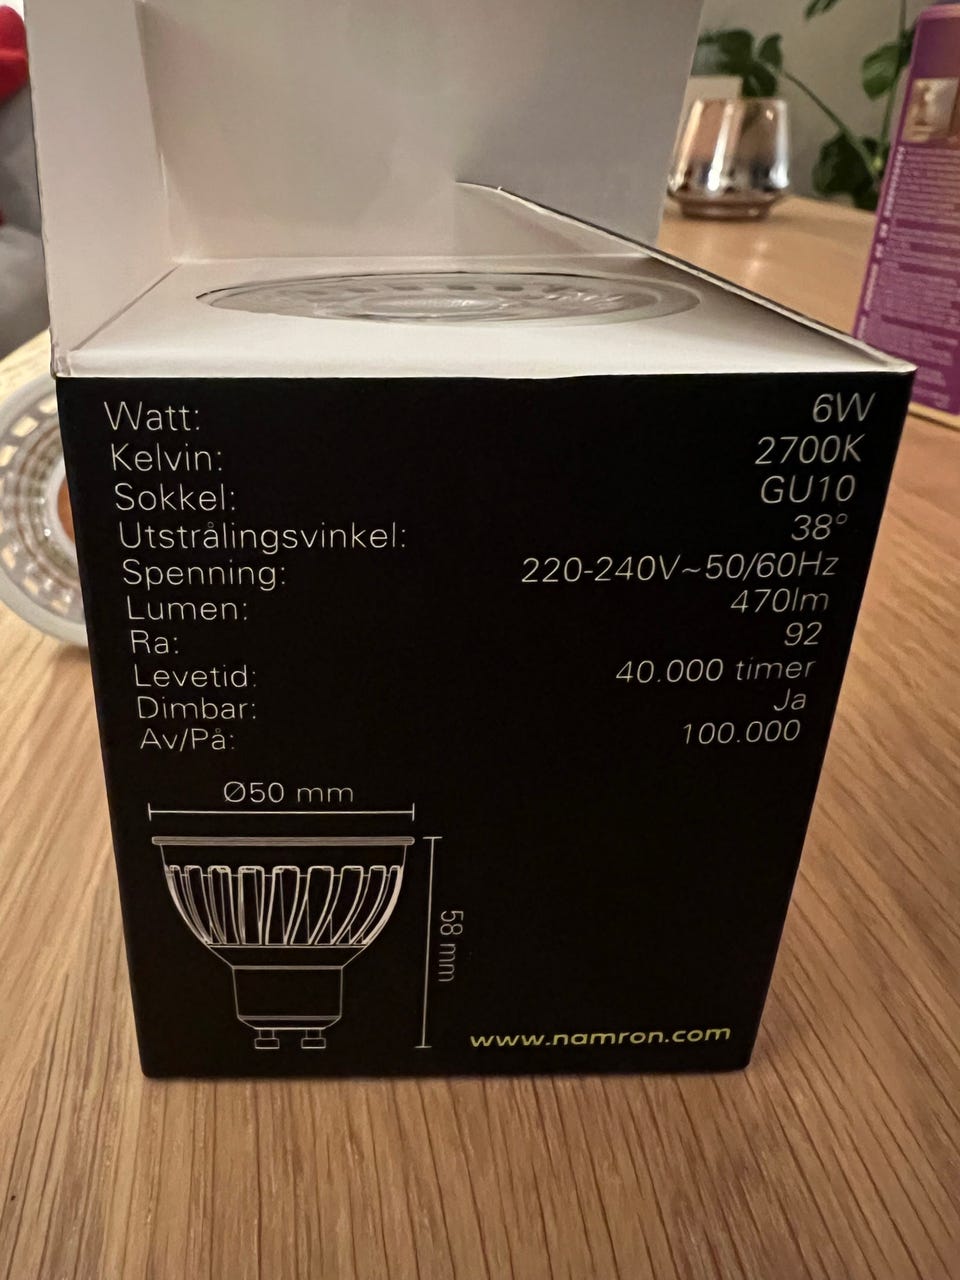 Watt: 6W
Kelvin: 2700K
Sokkel: GU10
Utstrålingsvinkel: 38°
Spenning: 220-240V~50/60Hz
Lumen: 470lm
Ra: 92
Levetid: 40.000 timer
Dimbar: Ja
Av/På: 100.000
Ø50 mm
58 mm
www.namron.com